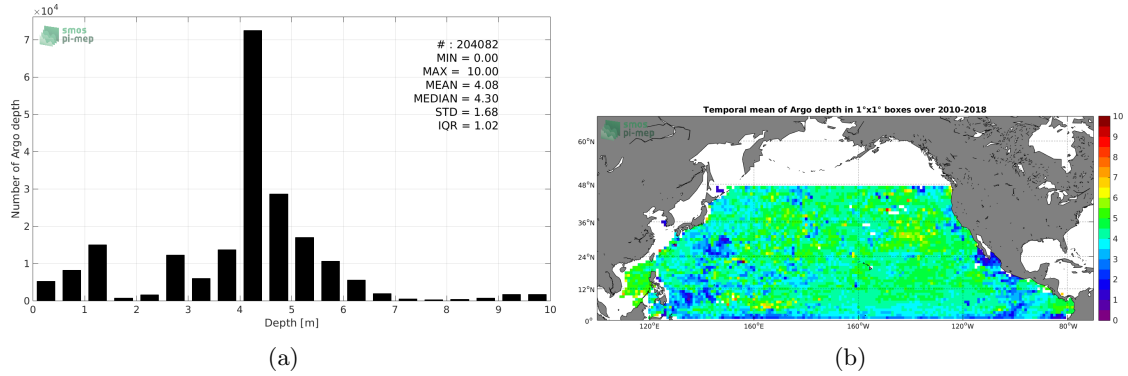 ×10⁴
smos
pi-mep
# : 204082
MIN = 0.00
MAX = 10.00
MEAN = 4.08
MEDIAN = 4.30
STD = 1.68
IQR = 1.02
Number of Argo depth
7
6
5
4
3
2
1
0
0 1 2 3 4 5 6 7 8 9 10
Depth [m]
(a)
Temporal mean of Argo depth in 1°x1° boxes over 2010-2018
smos
pi-mep
60°N
48°N
36°N
24°N
12°N
0°
120°E 160°E 160°W 120°W 80°W
10
9
8
7
6
5
4
3
2
1
0
(b)